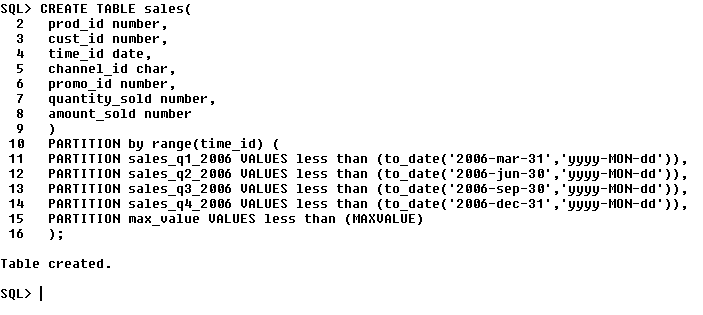 SQL> CREATE TABLE sales(
  2   prod_id number,
  3   cust_id number,
  4   time_id date,
  5   channel_id char,
  6   promo_id number,
  7   quantity_sold number,
  8   amount_sold number
  9   )
 10   PARTITION by range(time_id) (
 11   PARTITION sales_q1_2006 VALUES less than (to_date('2006-mar-31','yyyy-MON-dd')),
 12   PARTITION sales_q2_2006 VALUES less than (to_date('2006-jun-30','yyyy-MON-dd')),
 13   PARTITION sales_q3_2006 VALUES less than (to_date('2006-sep-30','yyyy-MON-dd')),
 14   PARTITION sales_q4_2006 VALUES less than (to_date('2006-dec-31','yyyy-MON-dd')),
 15   PARTITION max_value VALUES less than (MAXVALUE)
 16   );
Table created.
SQL>